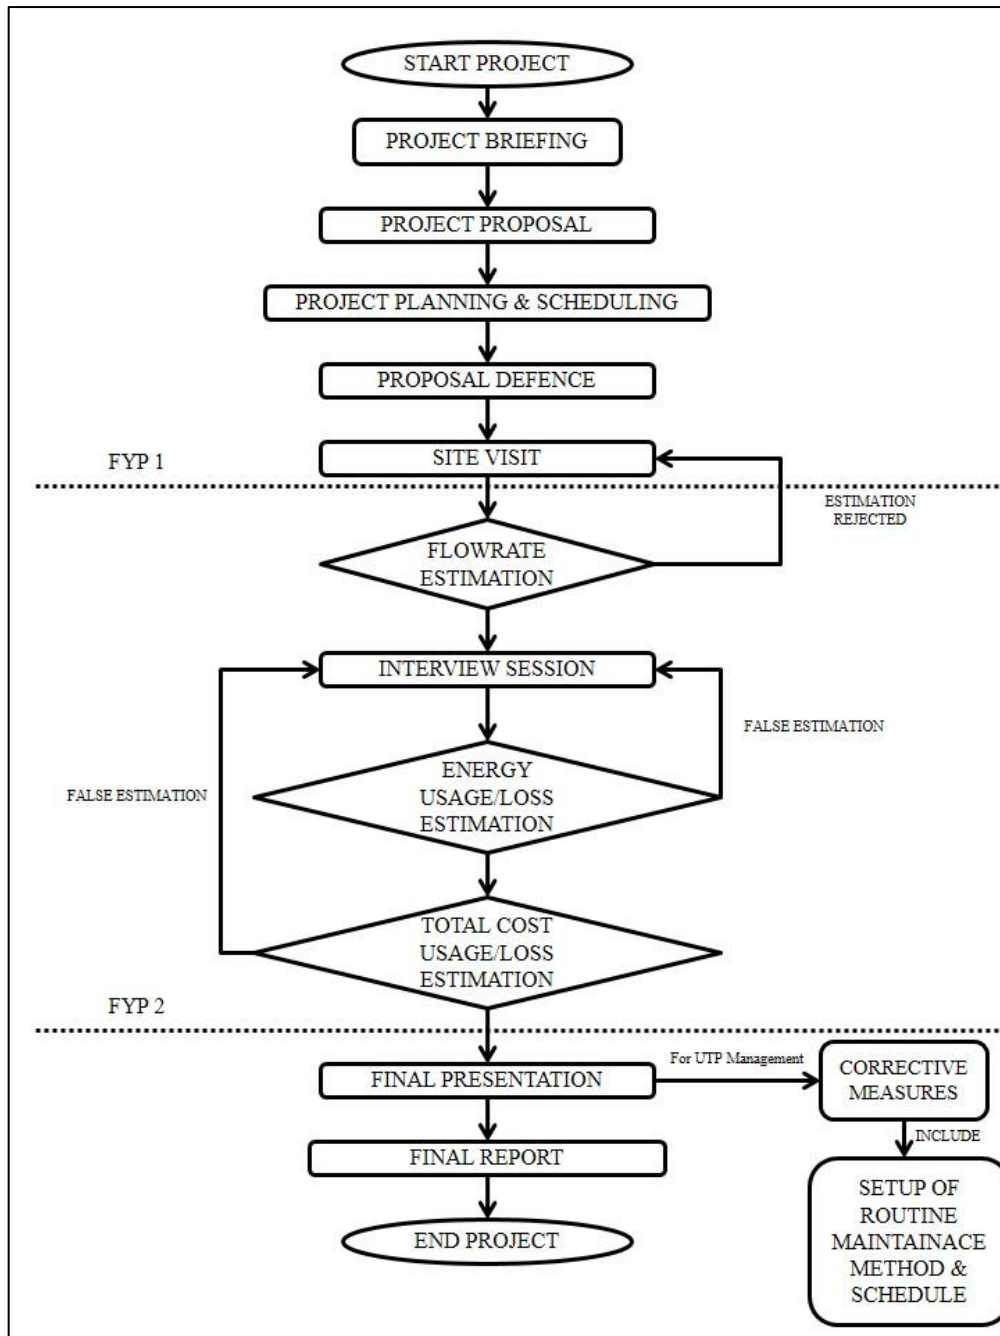 START PROJECT
PROJECT BRIEFING
PROJECT PROPOSAL
PROJECT PLANNING & SCHEDULING
PROPOSAL DEFENCE
SITE VISIT
FYP 1
ESTIMATION
REJECTED
FLOWRATE
ESTIMATION
INTERVIEW SESSION
FALSE ESTIMATION
ENERGY
USAGE/LOSS
ESTIMATION
FALSE ESTIMATION
TOTAL COST
USAGE/LOSS
ESTIMATION
FYP 2
FINAL PRESENTATION
For UTP Management
CORRECTIVE
MEASURES
INCLUDE
FINAL REPORT
SETUP OF
ROUTINE
MAINTAINACE
METHOD &
SCHEDULE
END PROJECT